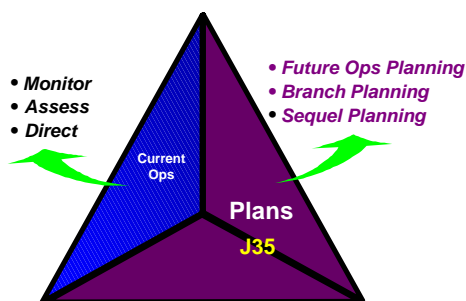 • Monitor
• Assess
• Direct
• Future Ops Planning
• Branch Planning
• Sequel Planning
Current
Ops
Plans
J35